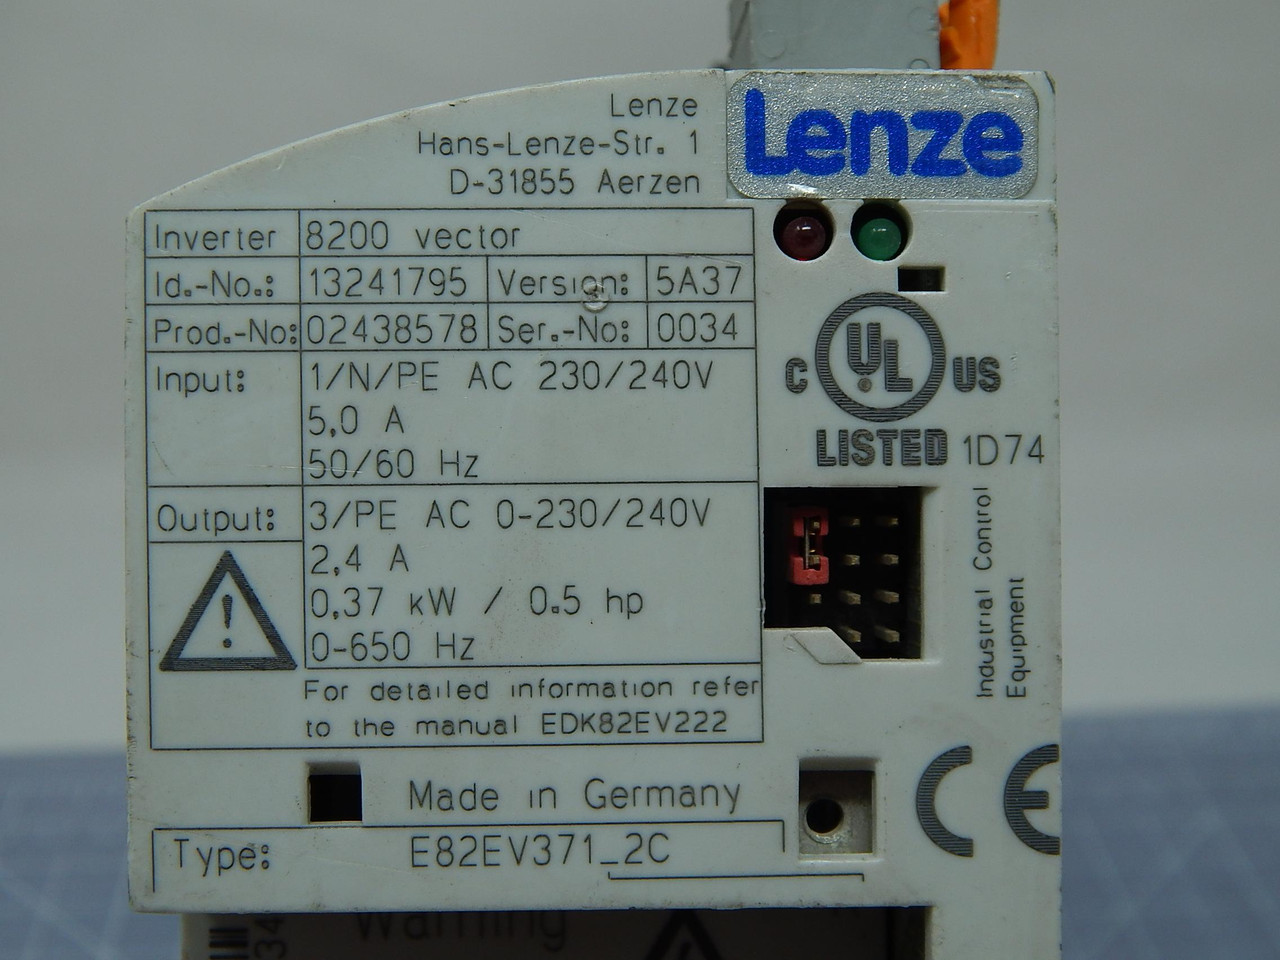 Lenze
Hans-Lenze-Str. 1
D-31855 Aerzen
Lenze
Inverter 8200 vector
Id.-No.: 13241795 Version: 5A37
Prod.-No: 02438578 Ser.-No: 0034
Input: 1/N/PE AC 230/240V
5,0 A
50/60 Hz
Output: 3/PE AC 0-230/240V
2,4 A
0,37 kW / 0.5 hp
0-650 Hz
For detailed information refer
to the manual EDK82EV222
C UL US
LISTED 1D74
Industrial Control
Equipment
CE
Made in Germany
Type: E82EV371_2C
Warning
34